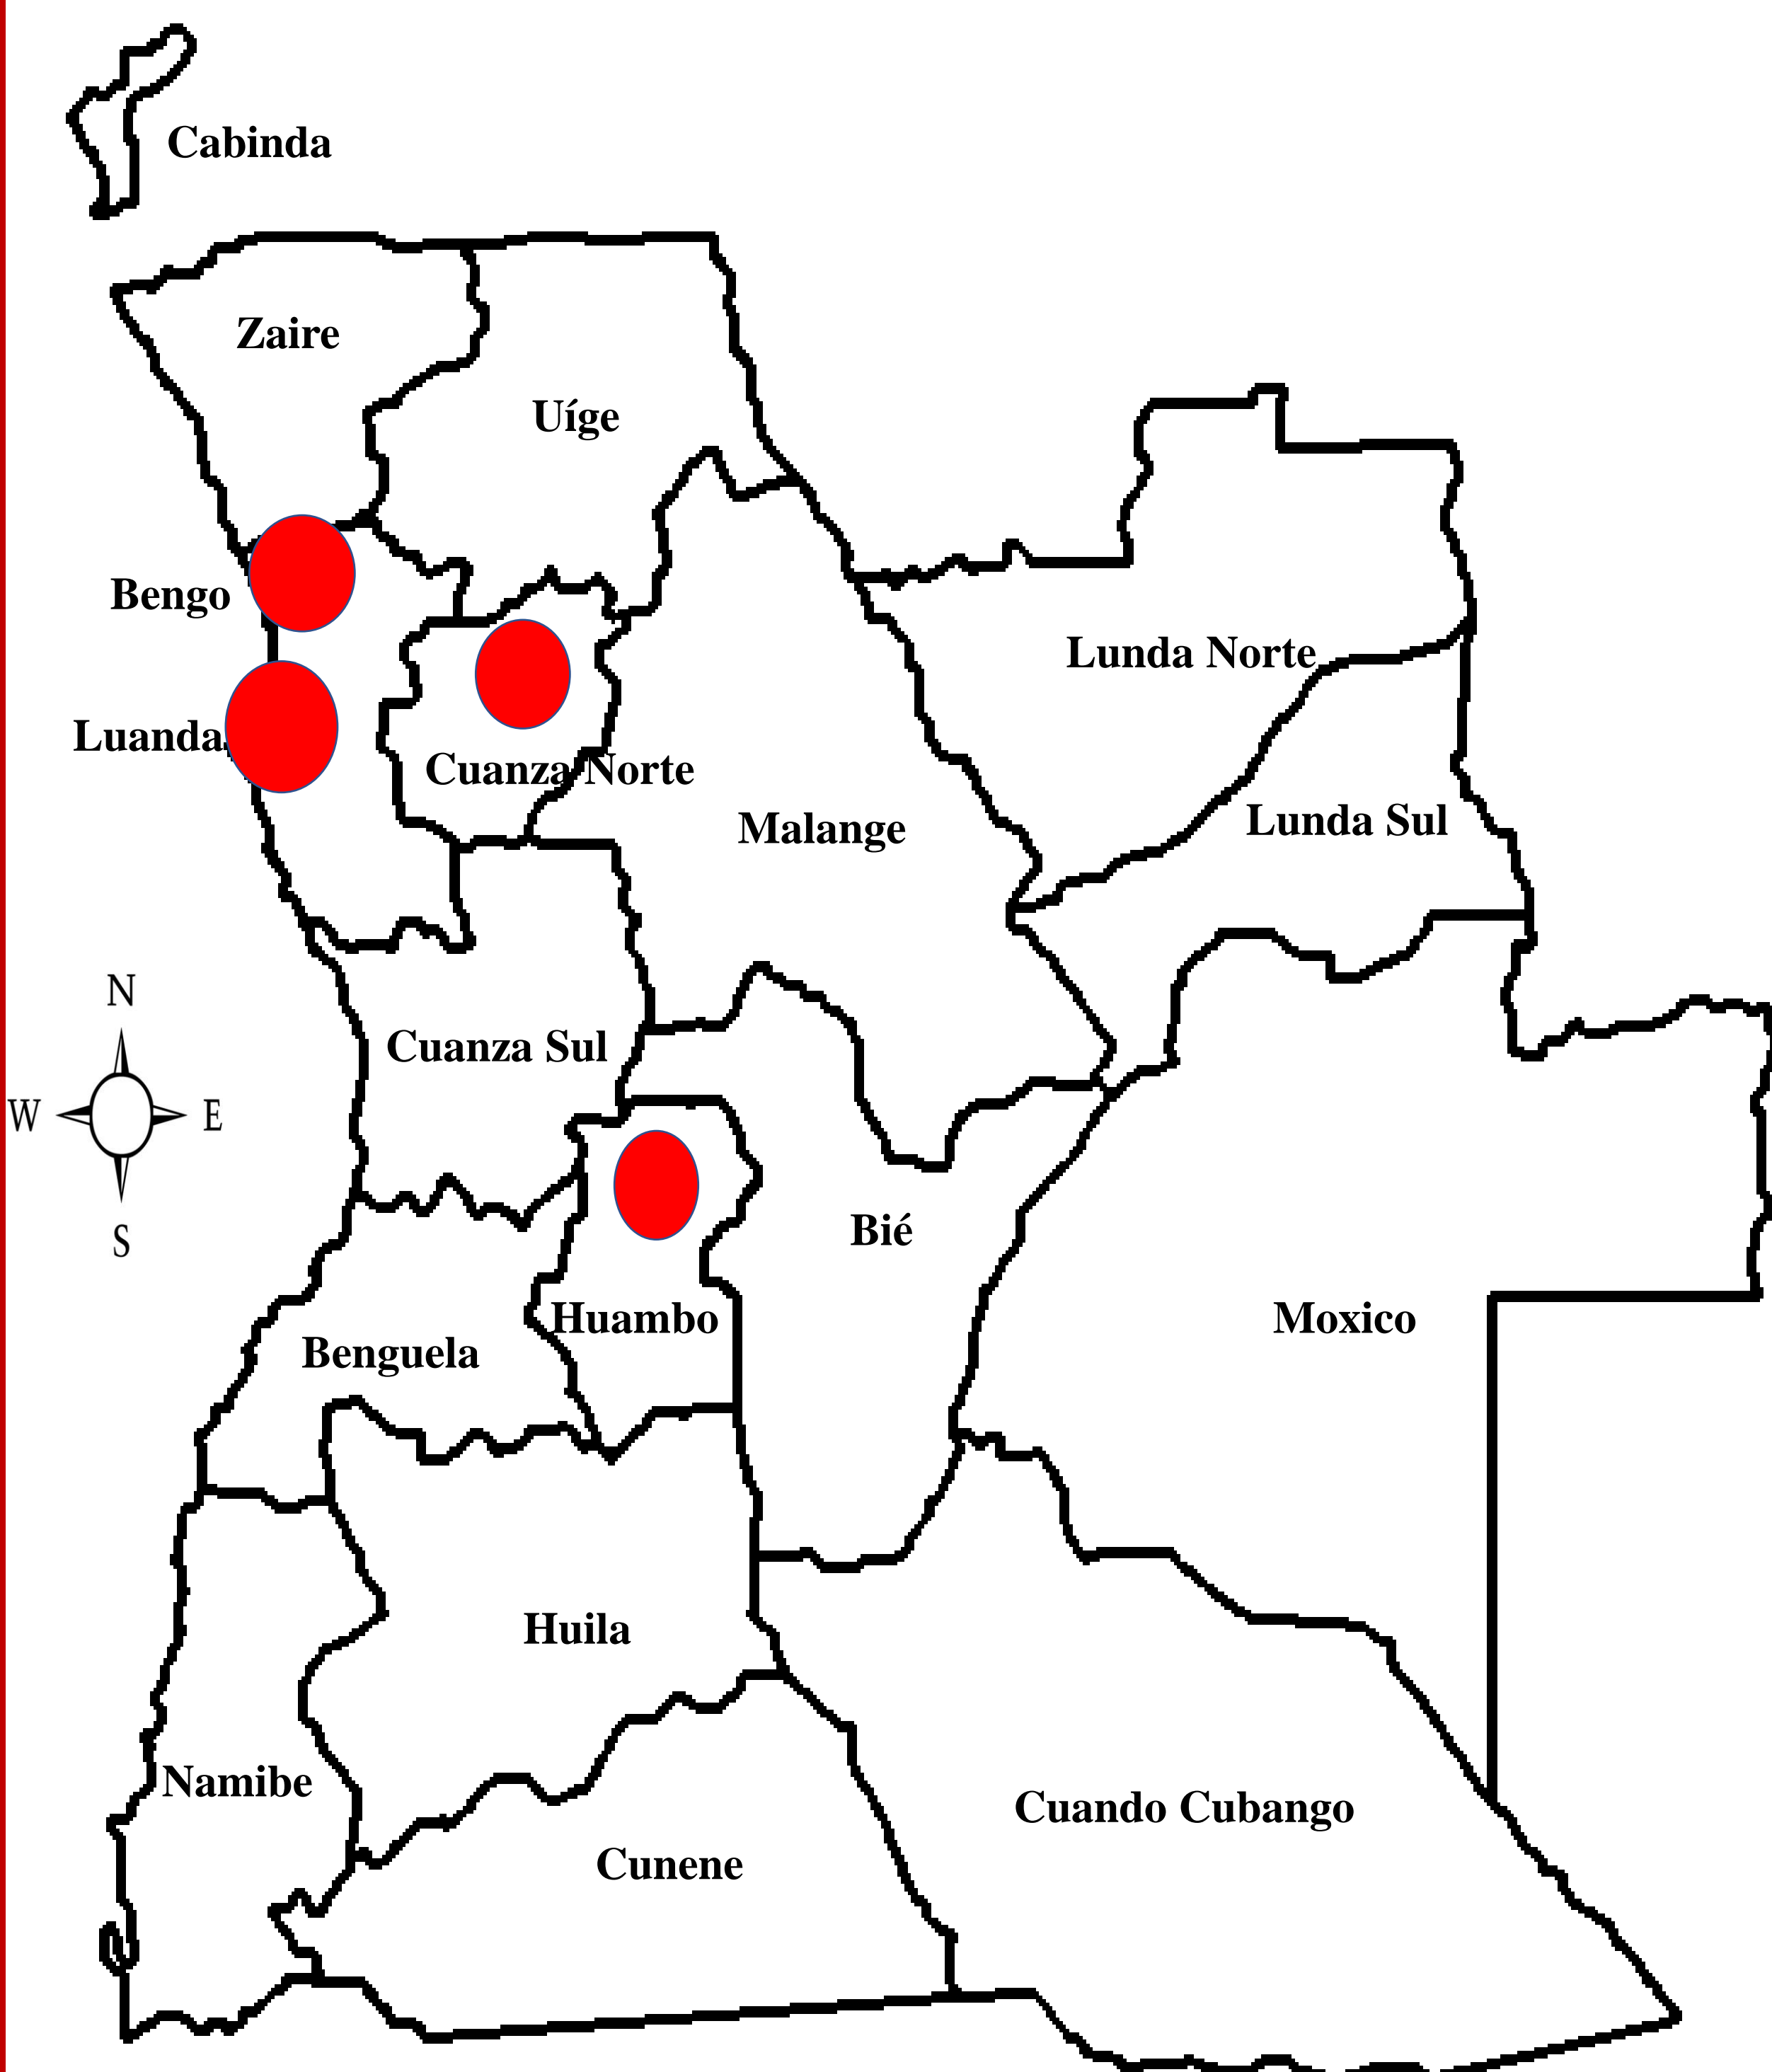 Cabinda
Zaire
Uíge
Bengo
Lunda Norte
Luanda
Cuanza Norte
Lunda Sul
Malange
N
Cuanza Sul
W
E
S
Bié
Huambo
Moxico
Benguela
Huila
Namibe
Cuando Cubango
Cunene